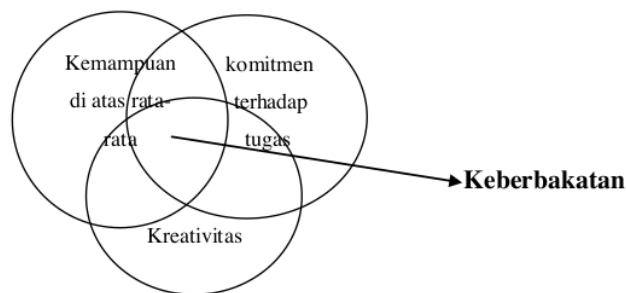 Kemampuan
di atas rata-
rata
komitmen
terhadap
tugas
Keberbakatan
Kreativitas